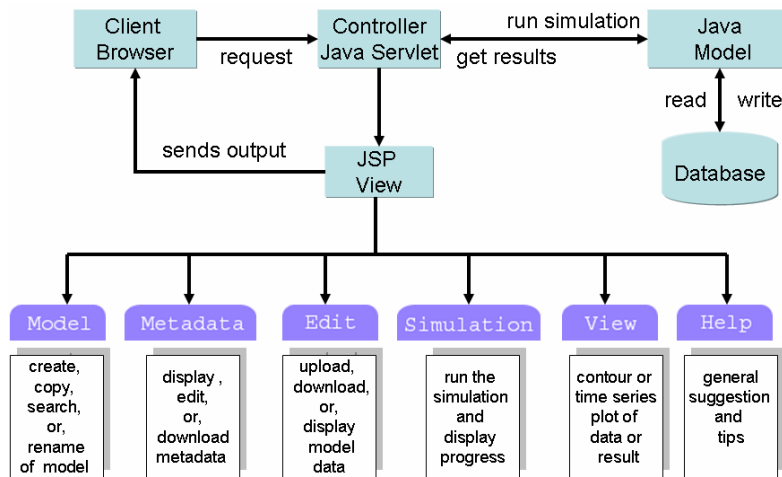 Client
Browser
request
Controller
Java Servlet
run simulation
get results
Java
Model
read
write
Database
sends output
JSP
View
Model
Metadata
Edit
Simulation
View
Help
create,
copy,
search,
or,
rename
of model
display ,
edit,
or,
download
metadata
upload,
download,
or,
display
model
data
run the
simulation
and
display
progress
contour or
time series
plot of
data or
result
general
suggestion
and
tips